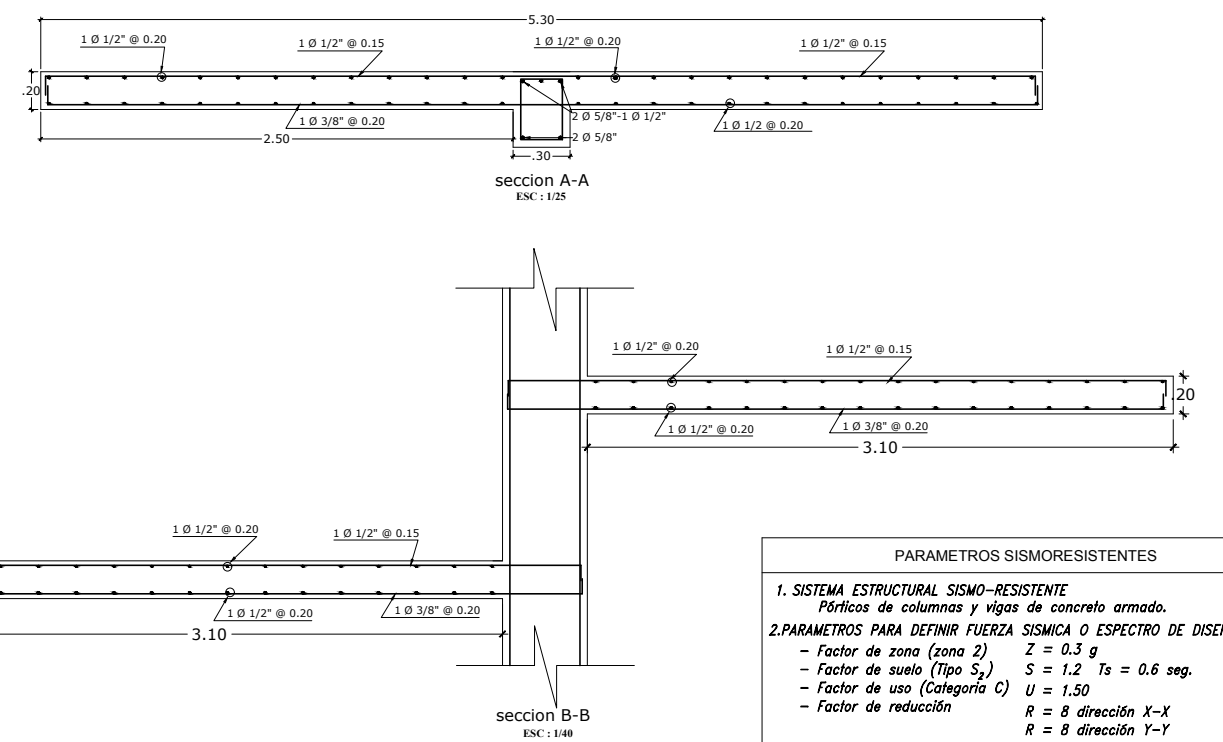 5.30
1 Ø 1/2" @ 0.20
1 Ø 1/2" @ 0.15
1 Ø 1/2" @ 0.20
1 Ø 1/2" @ 0.15
.20
2 Ø 5/8"-1 Ø 1/2"
1 Ø 3/8" @ 0.20
1 Ø 1/2 @ 0.20
2.50
2 Ø 5/8"
.30
seccion A-A
ESC : 1/25
1 Ø 1/2" @ 0.20
1 Ø 1/2" @ 0.15
.20
1 Ø 1/2" @ 0.20
1 Ø 3/8" @ 0.20
3.10
1 Ø 1/2" @ 0.20
1 Ø 1/2" @ 0.15
1 Ø 1/2" @ 0.20
1 Ø 3/8" @ 0.20
3.10
seccion B-B
ESC : 1/40
PARAMETROS SISMORESISTENTES
1. SISTEMA ESTRUCTURAL SISMO-RESISTENTE
Pórticos de columnas y vigas de concreto armado.
2.PARAMETROS PARA DEFINIR FUERZA SISMICA O ESPECTRO DE DISE
- Factor de zona (zona 2) Z = 0.3 g
- Factor de suelo (Tipo S2) S = 1.2 Ts = 0.6 seg.
- Factor de uso (Categoría C) U = 1.50
- Factor de reducción R = 8 dirección X-X
R = 8 dirección Y-Y